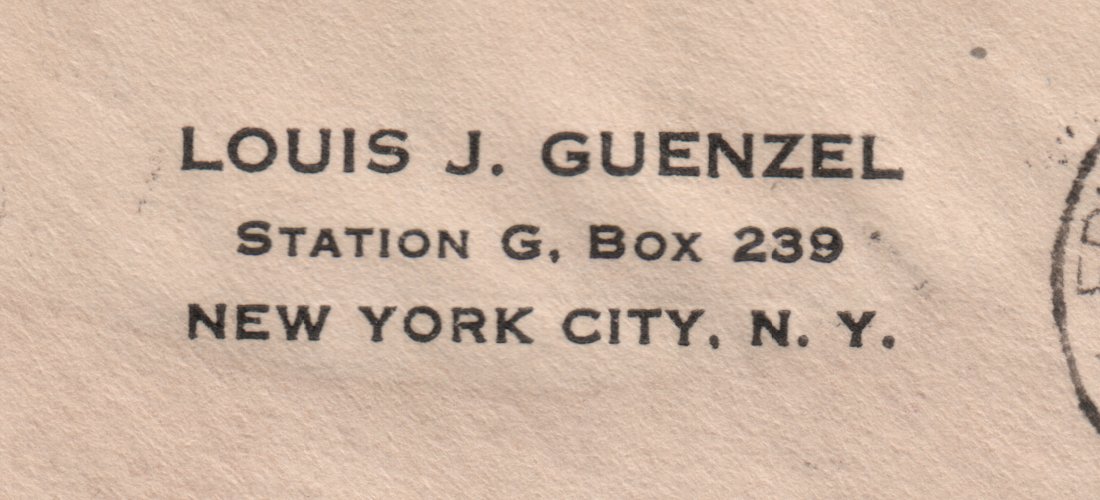 LOUIS J. GUENZEL
STATION G, BOX 239
NEW YORK CITY, N. Y.